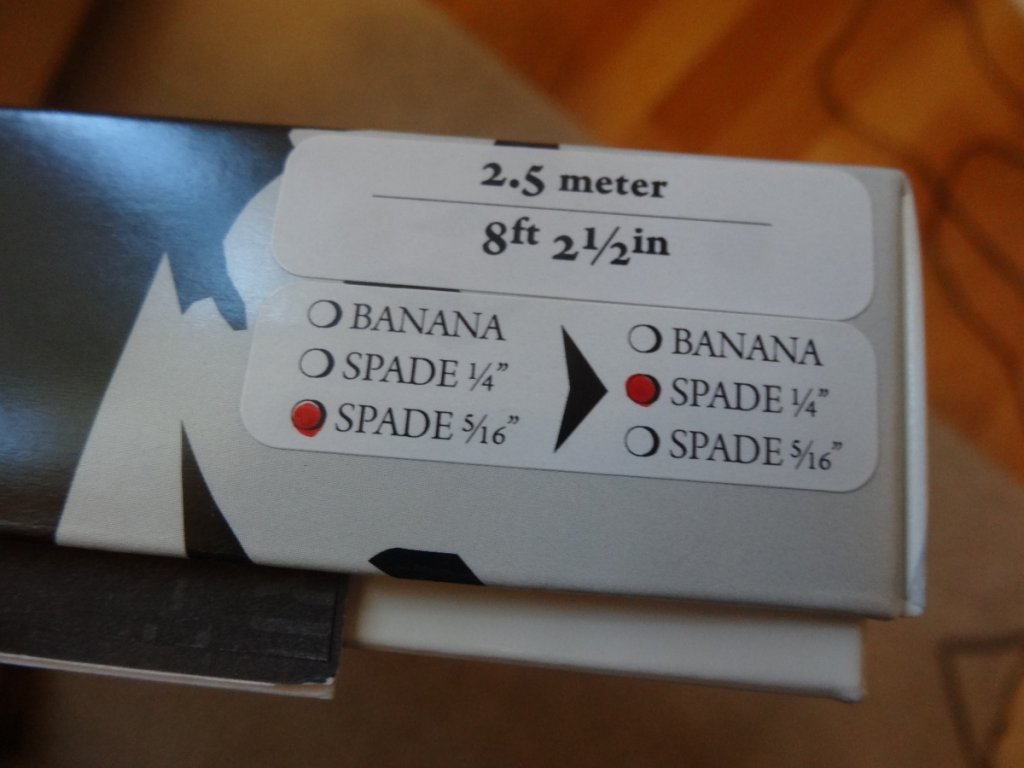 2.5 meter
8ft 2½in
BANANA
SPADE ¼”
SPADE 5/16”
BANANA
SPADE ¼”
SPADE 5/16”